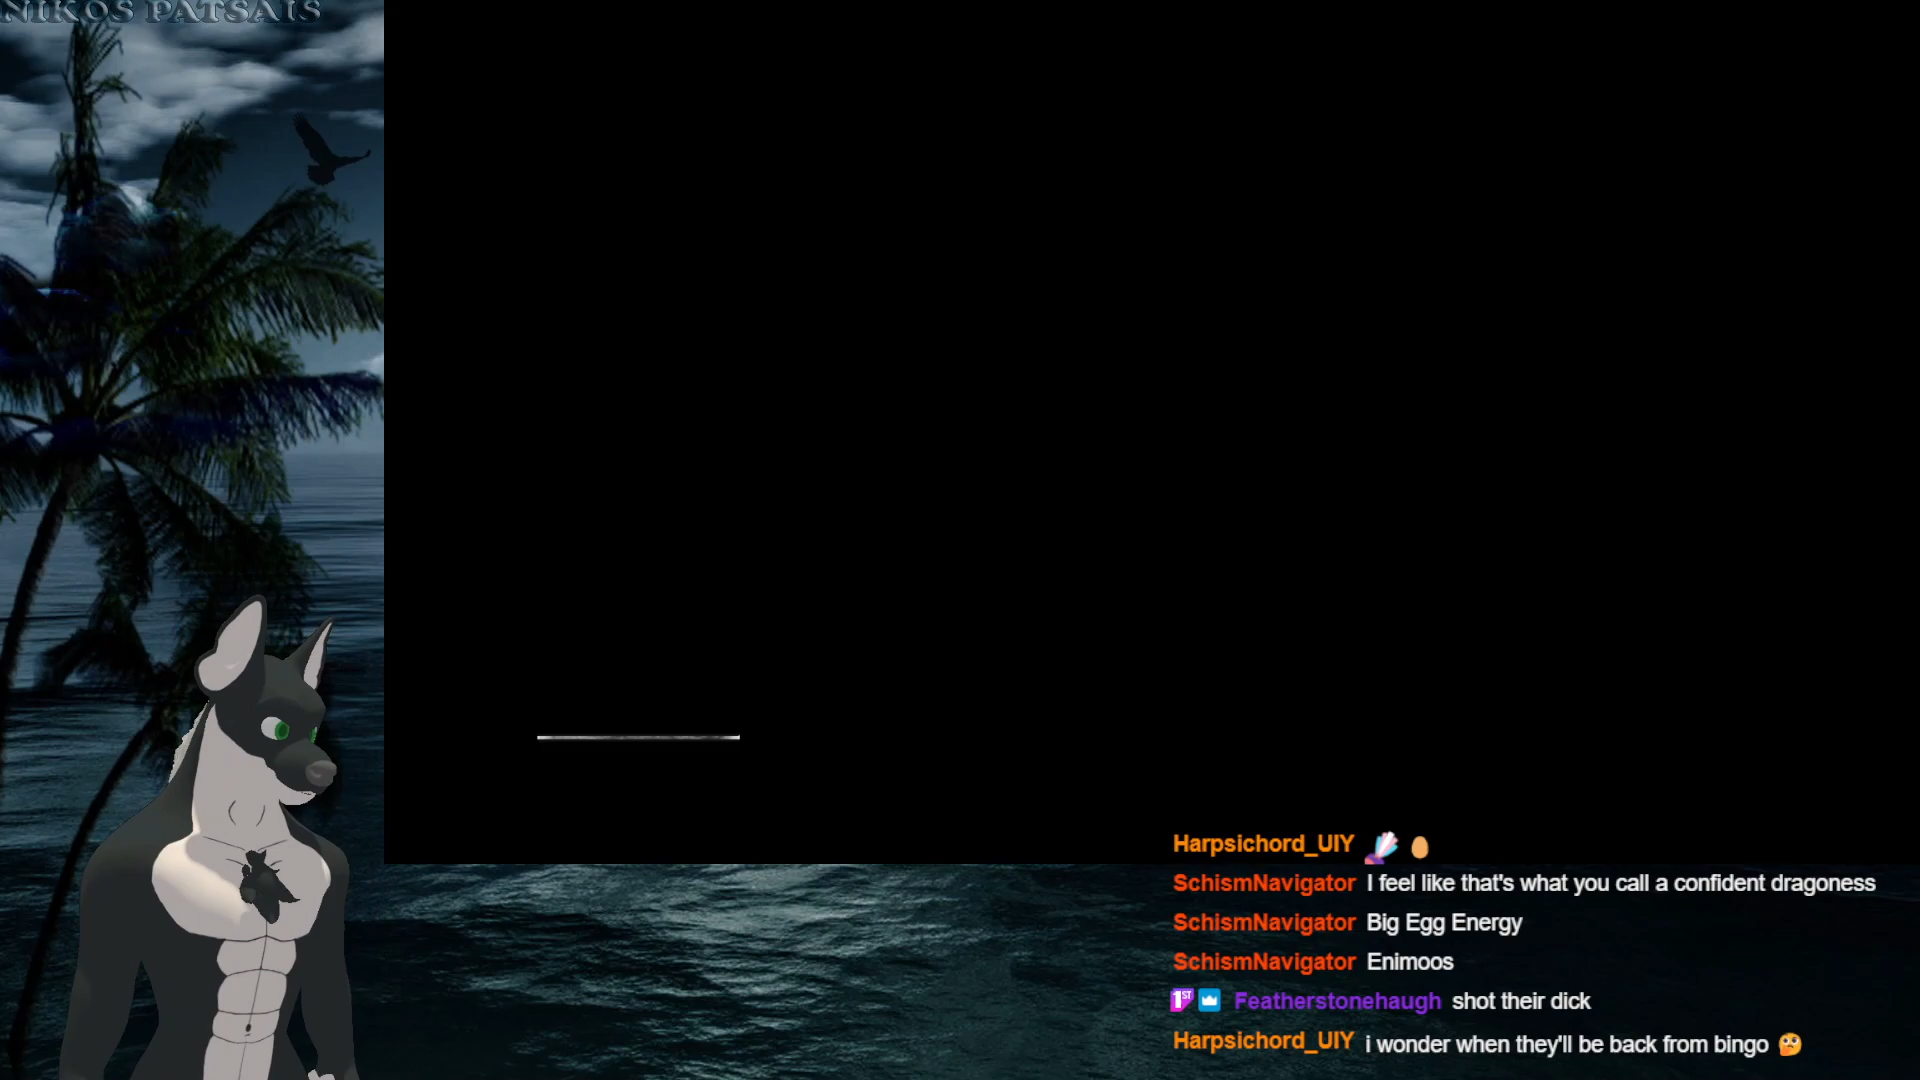 NIKOS PATSAIS
Harpsichord_UIY
SchismNavigator I feel like that's what you call a confident dragoness
SchismNavigator Big Egg Energy
SchismNavigator Enimoos
1ST Featherstonehaugh shot their dick
Harpsichord_UIY i wonder when they'll be back from bingo